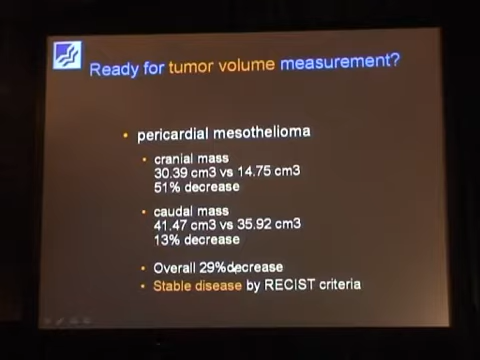 Ready for tumor volume measurement?
• pericardial mesothelioma
• cranial mass
30.39 cm3 vs 14.75 cm3
51% decrease
• caudal mass
41.47 cm3 vs 35.92 cm3
13% decrease
• Overall 29%decrease
• Stable disease by RECIST criteria